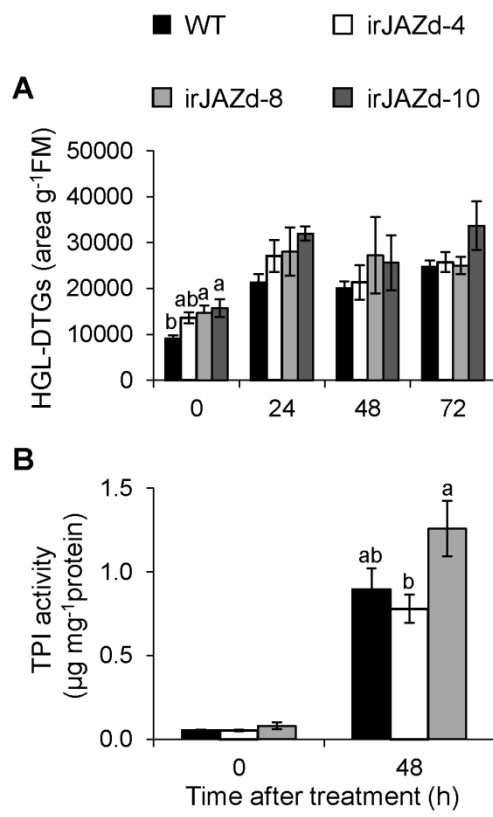 WT irJAZd-4
irJAZd-8 irJAZd-10
A
HGL-DTGs (area g⁻¹FM)
50000
40000
30000
20000
10000
0
b ab a a
0 24 48 72
B
TPI activity
(µg mg⁻¹protein)
1.5
1.0
0.5
0.0
ab b a
0 48
Time after treatment (h)